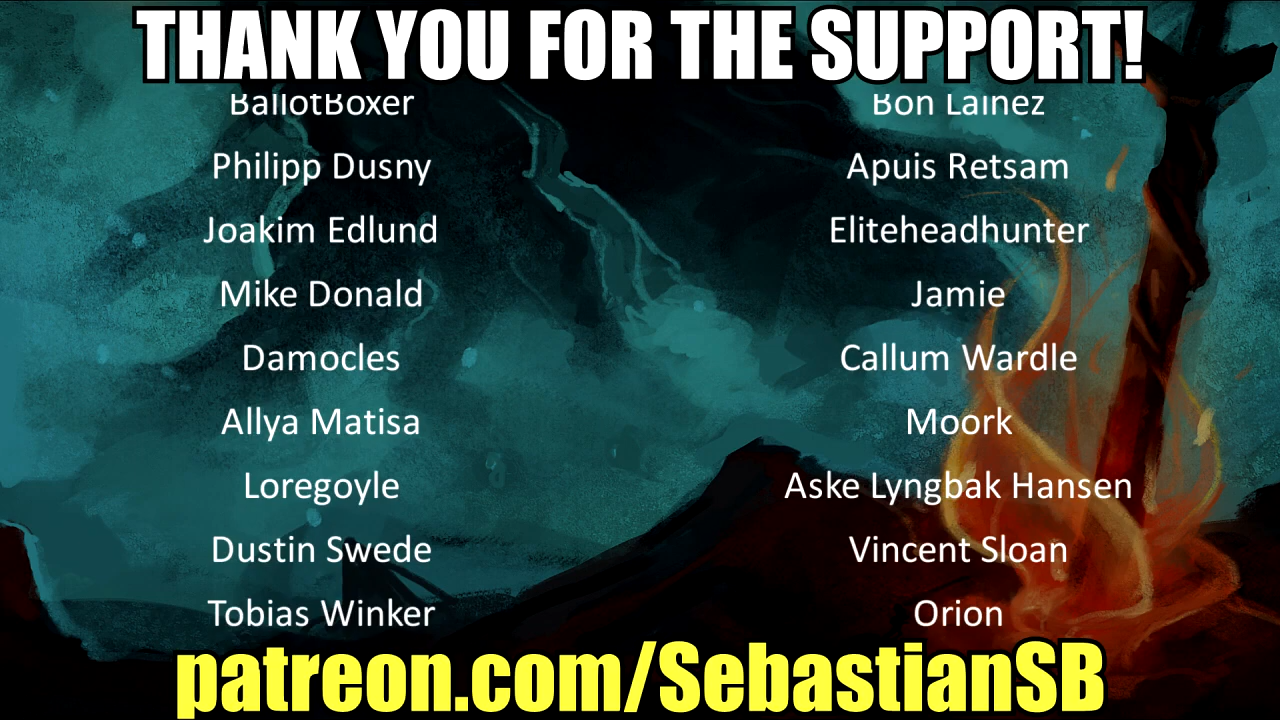 THANK YOU FOR THE SUPPORT!
BallotBoxer
Philipp Dusny
Joakim Edlund
Mike Donald
Damocles
Allya Matisa
Loregoyle
Dustin Swede
Tobias Winker
Bon Lainez
Apuis Retsam
Eliteheadhunter
Jamie
Callum Wardle
Moork
Aske Lyngbak Hansen
Vincent Sloan
Orion
patreon.com/SebastianSB